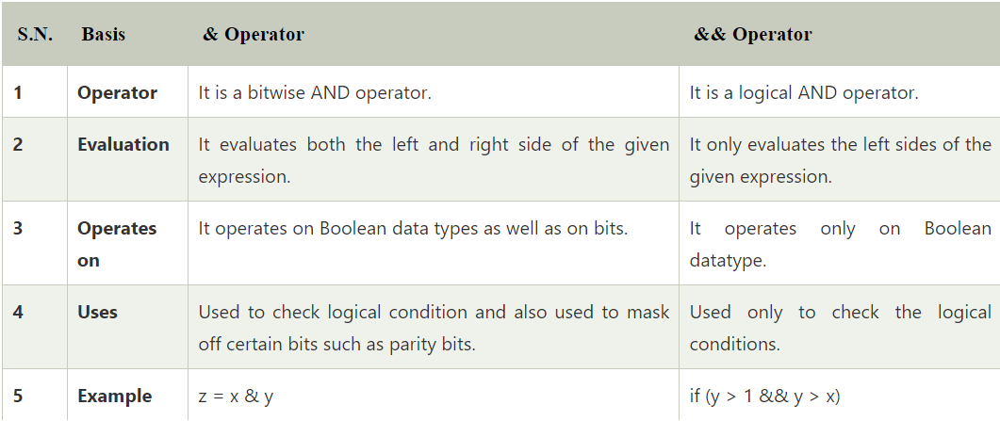 S.N. Basis & Operator && Operator
1 Operator It is a bitwise AND operator. It is a logical AND operator.
2 Evaluation It evaluates both the left and right side of the given It only evaluates the left sides of the
expression. given expression.
3 Operates It operates on Boolean data types as well as on bits. It operates only on Boolean
on datatype.
4 Uses Used to check logical condition and also used to mask Used only to check the logical
off certain bits such as parity bits. conditions.
5 Example z = x & y if (y > 1 && y > x)